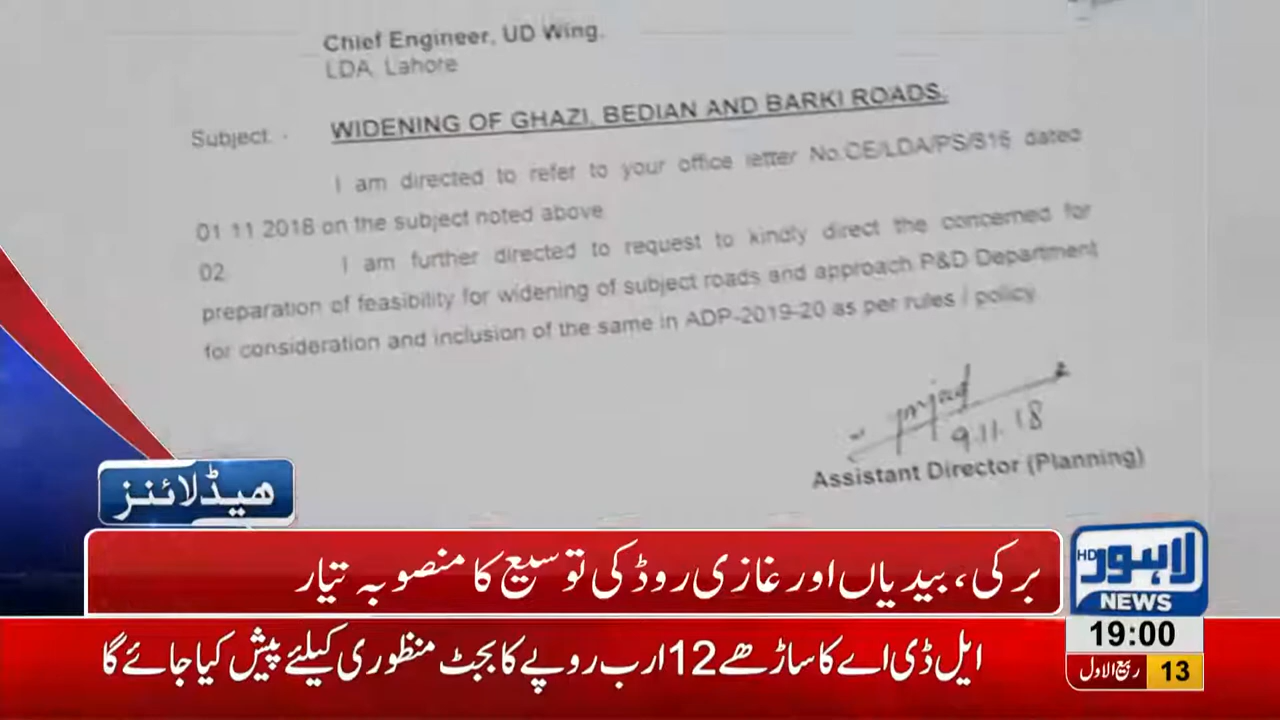 Chief Engineer, UD Wing.
LDA, Lahore
Subject. - WIDENING OF GHAZI, BEDIAN AND BARKI ROADS.
I am directed to refer to your office letter No.CE/LDA/PS/816 dated
01 11 2018 on the subject noted above
02 I am further directed to request to kindly direct the concerned for
preparation of feasibility for widening of subject roads and approach P&D Department
for consideration and inclusion of the same in ADP-2019-20 as per rules / policy
9.11.18
Assistant Director (Planning)
ھیڈلائنز
برکی، بیدیاں اور غازی روڈ کی توسیع کا منصوبہ تیار
ایل ڈی اے کا ساڑھے 12 ارب روپے کا بجٹ منظوری کیلئے پیش کیا جائے گا
لاہور HD
NEWS
19:00
13 ربیع الاول